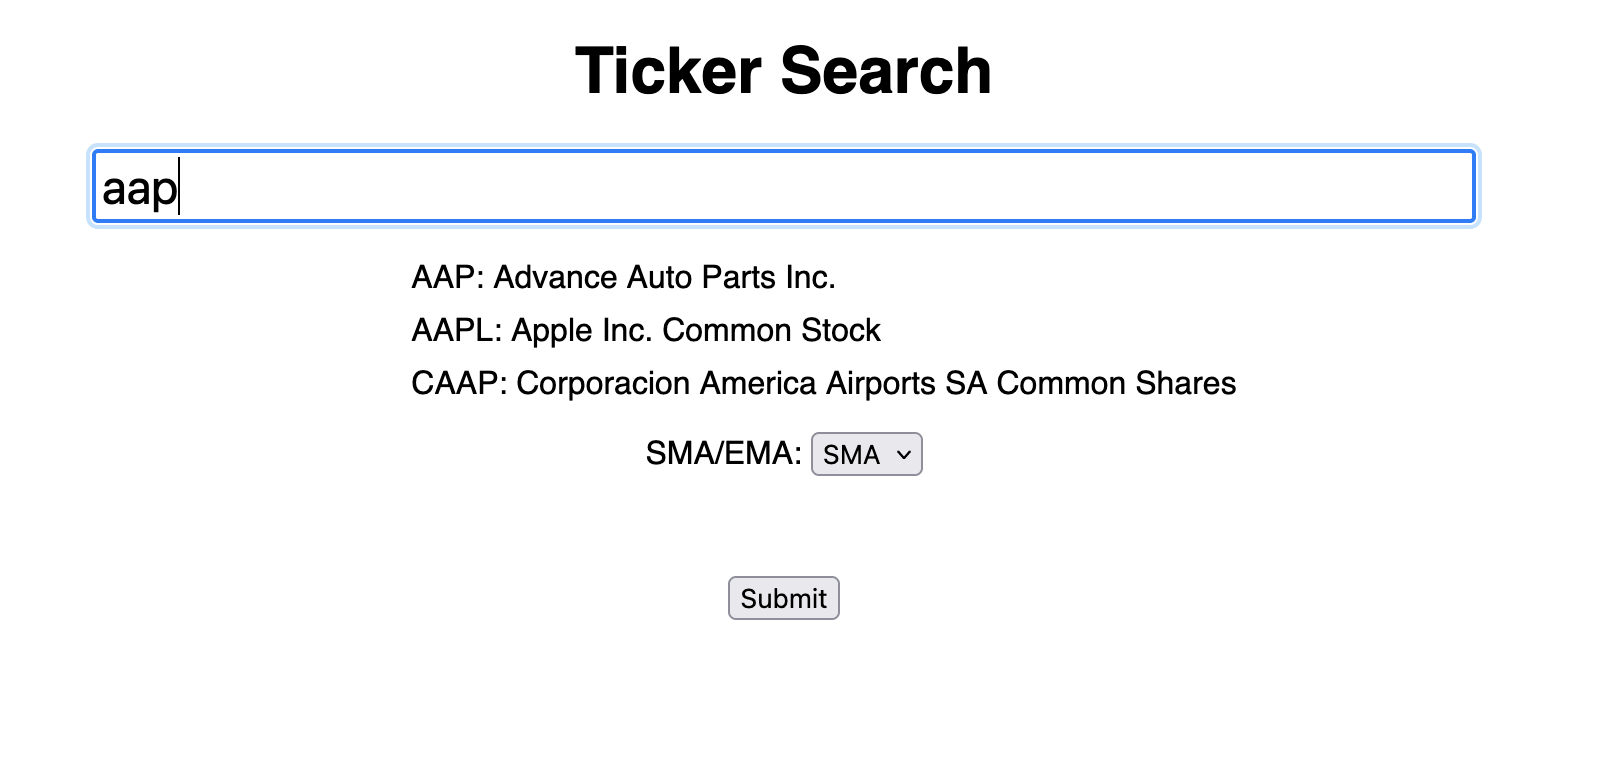 Ticker Search
aap
AAP: Advance Auto Parts Inc.
AAPL: Apple Inc. Common Stock
CAAP: Corporacion America Airports SA Common Shares
SMA/EMA: SMA
Submit